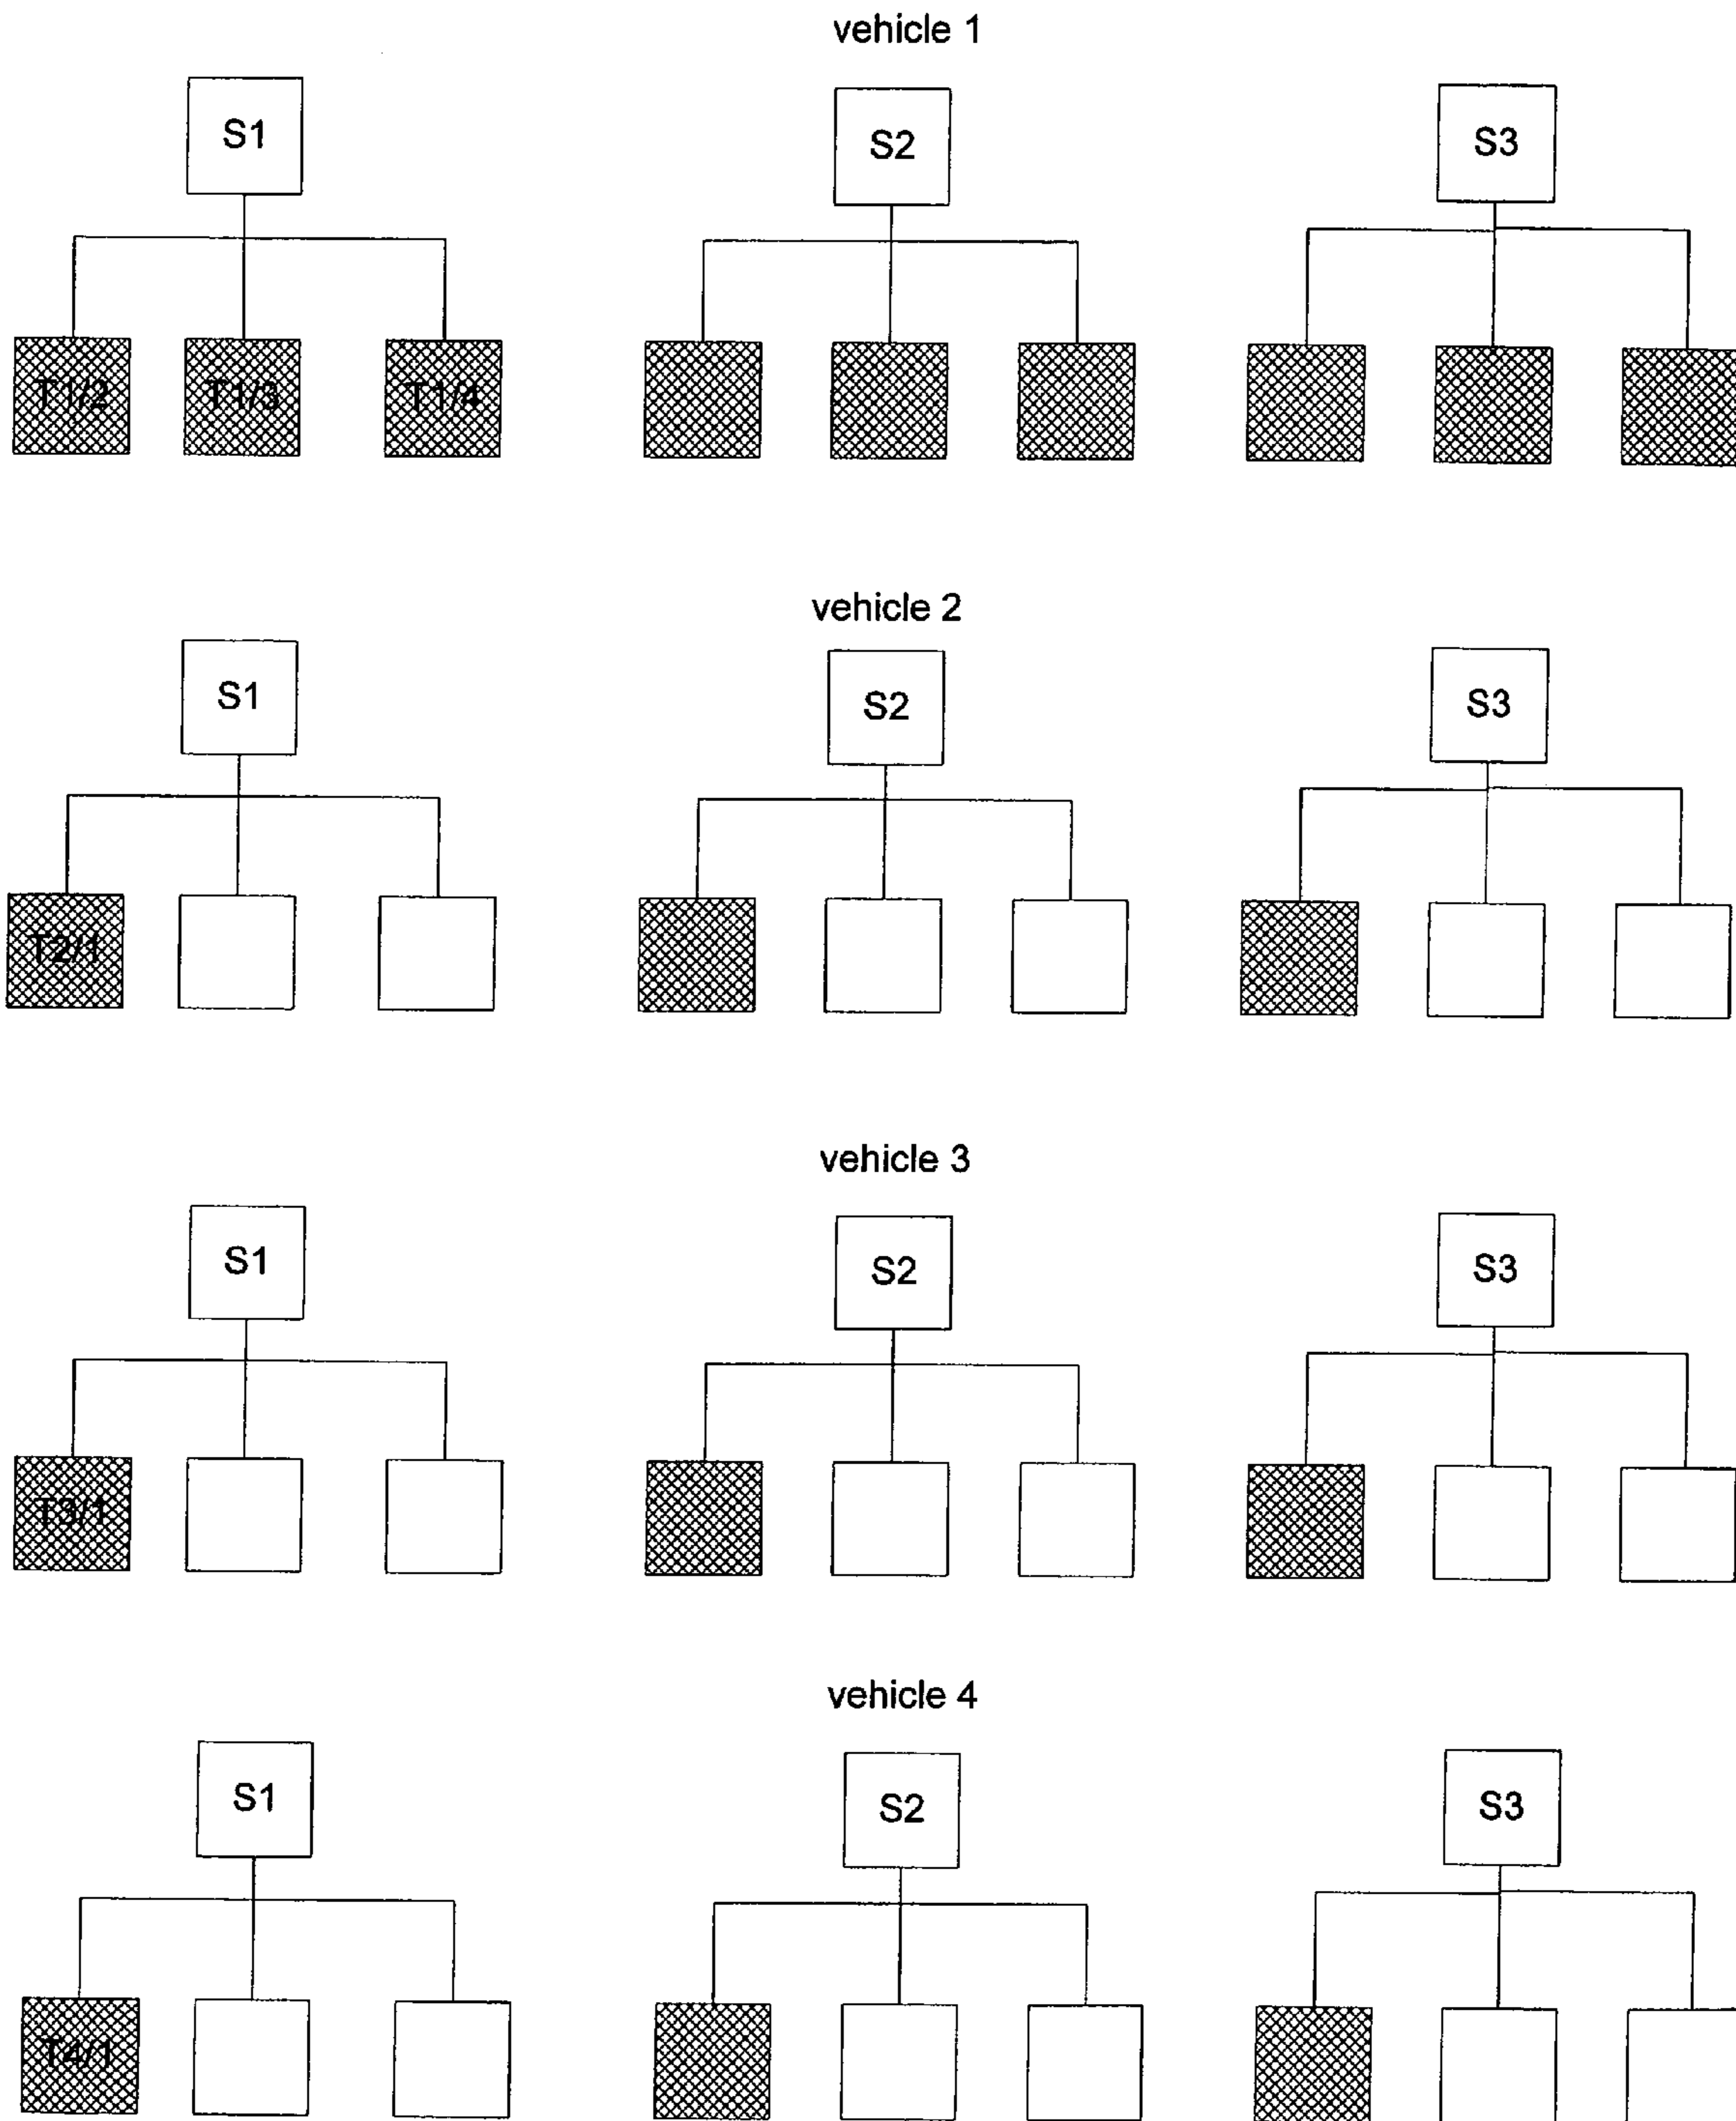 vehicle 1
S1 S2 S3
T1/2 T1/3 T1/4
vehicle 2
S1 S2 S3
T2/1
vehicle 3
S1 S2 S3
T3/1
vehicle 4
S1 S2 S3
T4/1